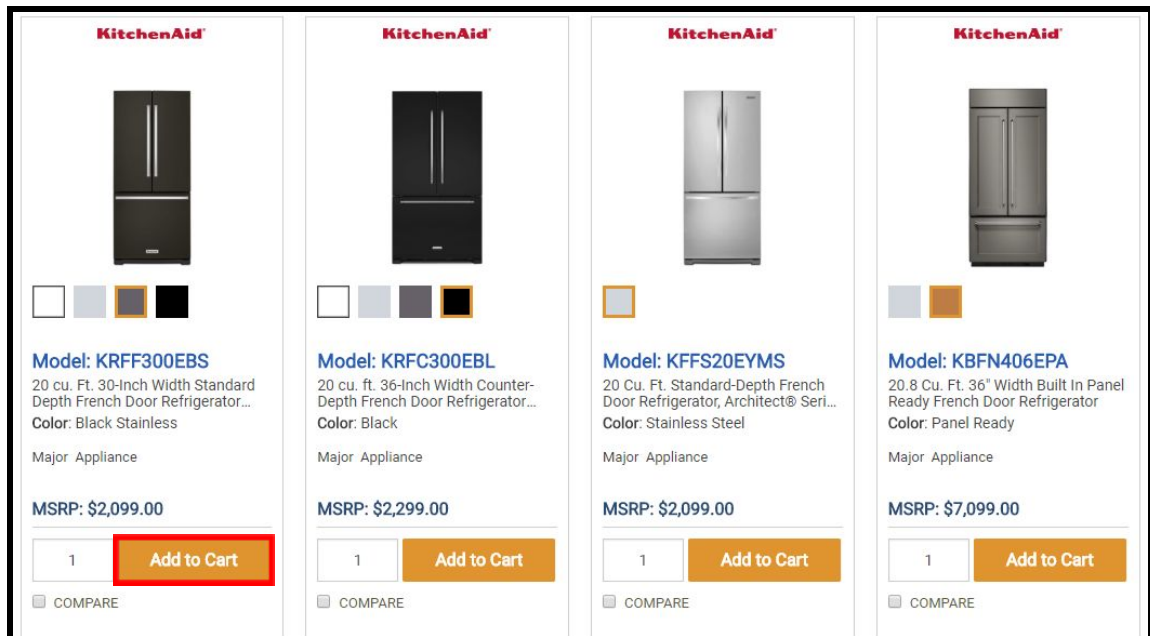 KitchenAid®
Model: KRFF300EBS
20 cu. Ft. 30-Inch Width Standard
Depth French Door Refrigerator...
Color: Black Stainless
Major Appliance
MSRP: $2,099.00
1
Add to Cart
COMPARE
KitchenAid®
Model: KRFC300EBL
20 cu. ft. 36-Inch Width Counter-
Depth French Door Refrigerator...
Color: Black
Major Appliance
MSRP: $2,299.00
1
Add to Cart
COMPARE
KitchenAid®
Model: KFFS20EYMS
20 Cu. Ft. Standard-Depth French
Door Refrigerator, Architect® Seri...
Color: Stainless Steel
Major Appliance
MSRP: $2,099.00
1
Add to Cart
COMPARE
KitchenAid®
Model: KBFN406EPA
20.8 Cu. Ft. 36" Width Built In Panel
Ready French Door Refrigerator
Color: Panel Ready
Major Appliance
MSRP: $7,099.00
1
Add to Cart
COMPARE